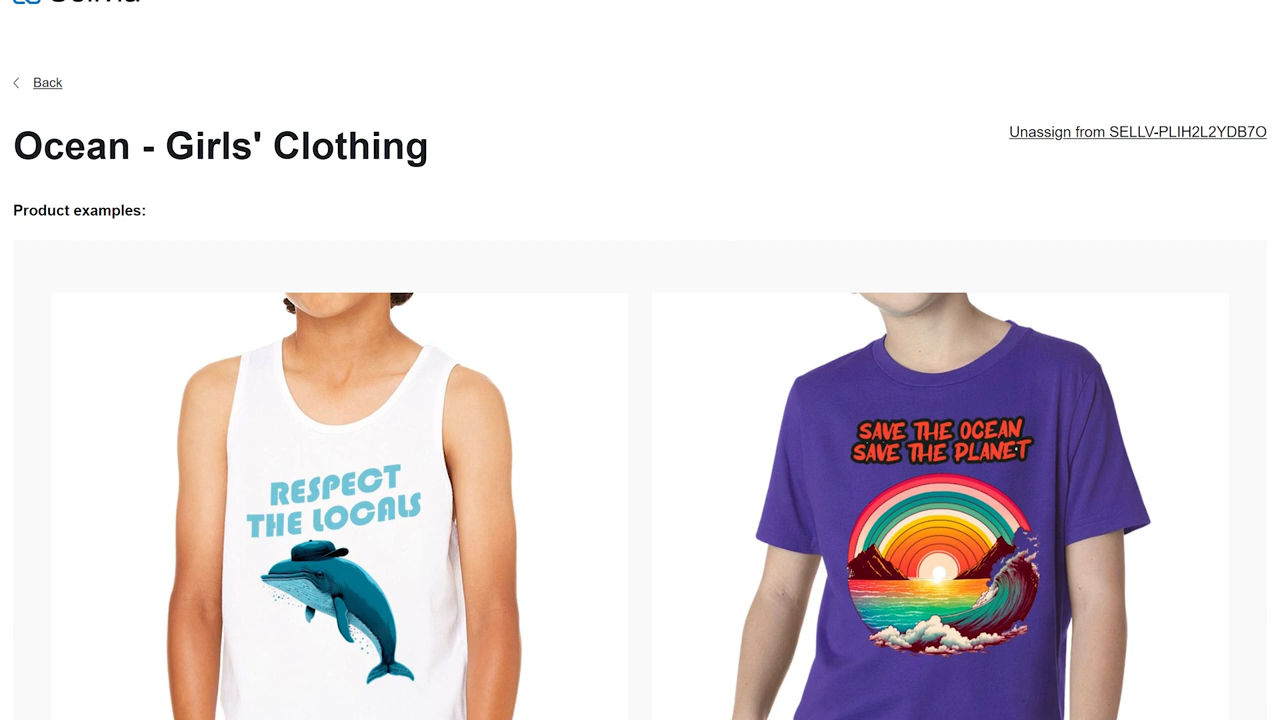 Back
Ocean - Girls' Clothing
Unassign from SELLV-PLIH2L2YDB7O
Product examples:
RESPECT
THE LOCALS
SAVE THE OCEAN
SAVE THE PLANET